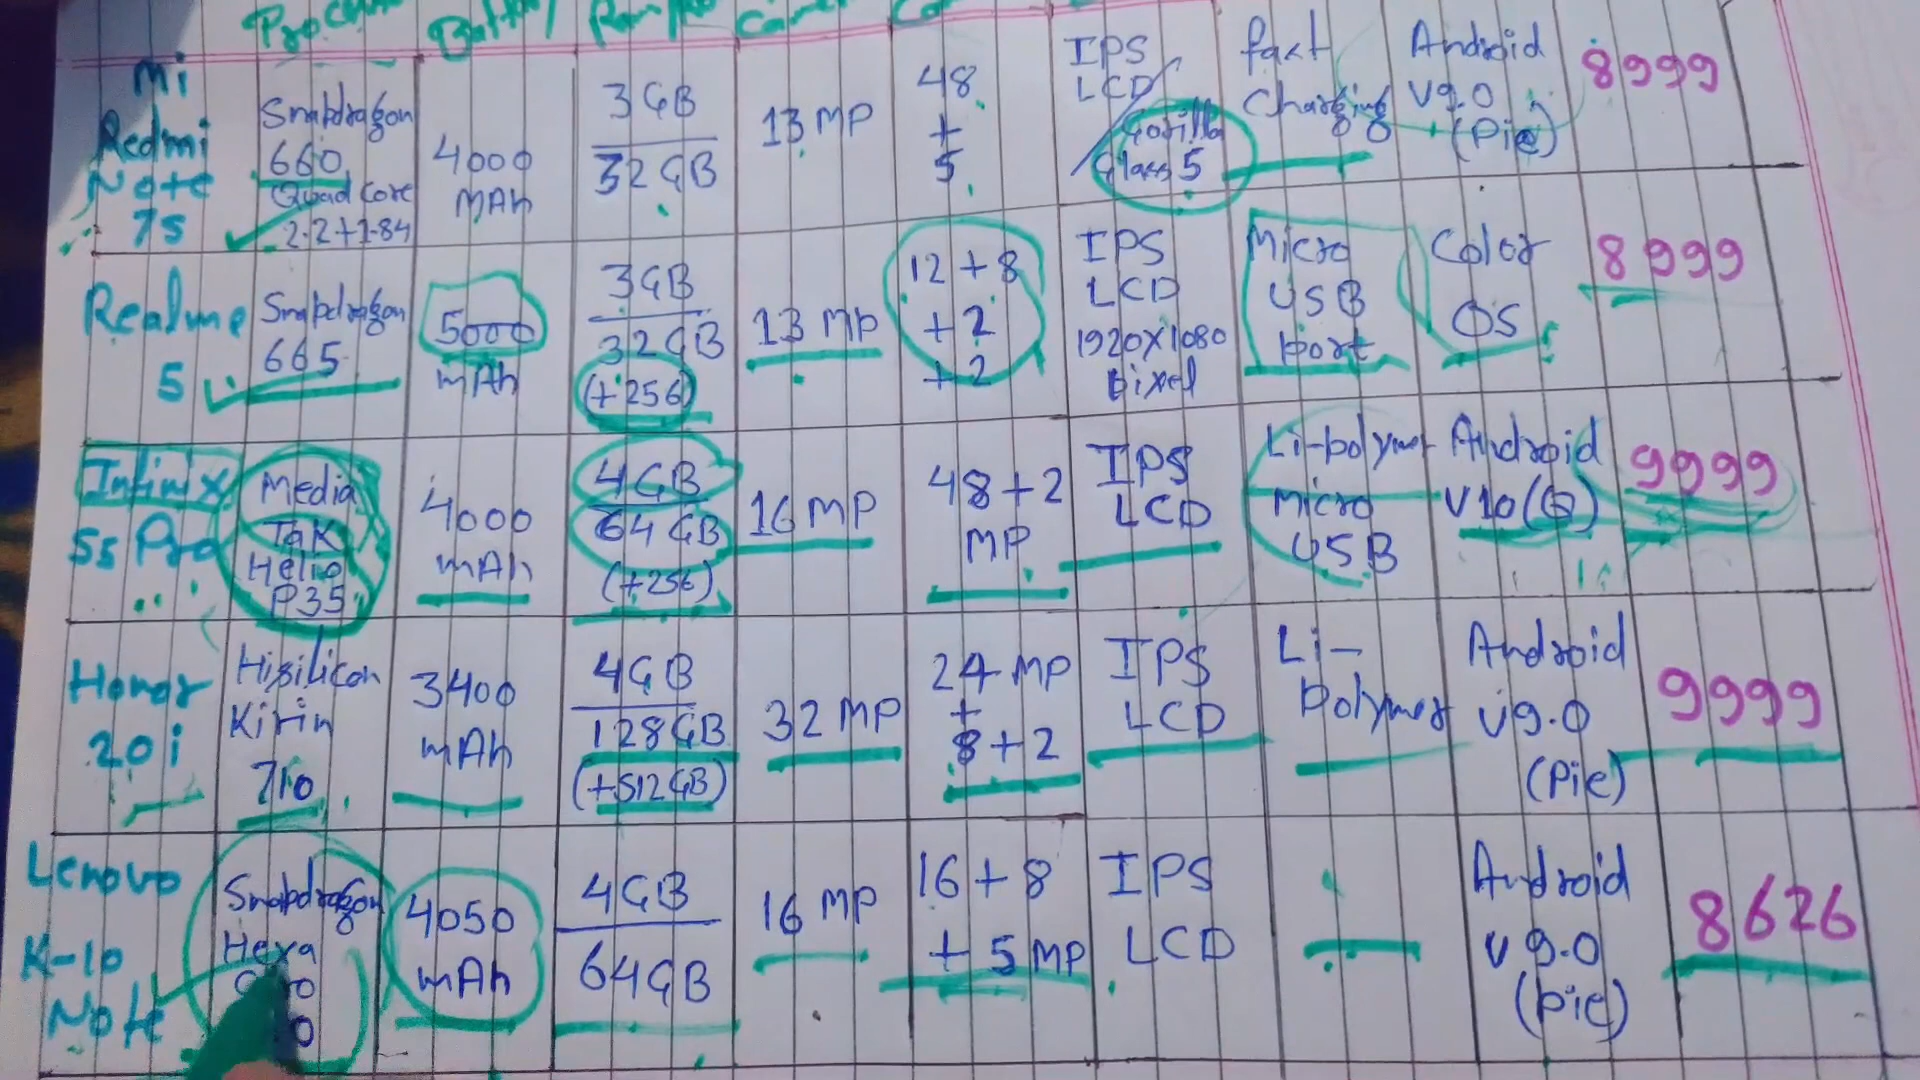 Battery
Mi
Redmi
Note
7s
Snapdragon
660
Quad Core
2.2+1.84
4000
MAh
3GB
32GB
13 MP
48
+
5
IPS
LCD
Gorilla
Glass 5
fast
Charging
Android
V9.0
(Pie)
8999
Realme
5
Snapdragon
665
5000
mAh
3GB
32GB
(+256)
13 MP
12 + 8
+ 2
+ 2
IPS
LCD
1920X1080
pixel
Micro
USB
port
Color
OS
8999
Infinix
S5 Pro
Media
Tak
Helio
P35
4000
mAh
4GB
64 GB
(+256)
16 MP
48+2
MP
IPS
LCD
Li-polymer
Micro
USB
Android
V10(Q)
9999
Honor
20i
Hisilicon
Kirin
710
3400
mAh
4GB
128GB
(+512GB)
32 MP
24 MP
+
8+2
IPS
LCD
Li-
polymer
Android
v9.0
(Pie)
9999
Lenovo
K-10
Note
Snapdragon
Hexa
4050
mAh
4GB
64GB
16 MP
16 + 8
+ 5 MP
IPS
LCD
-
Android
v 9.0
(pie)
8626